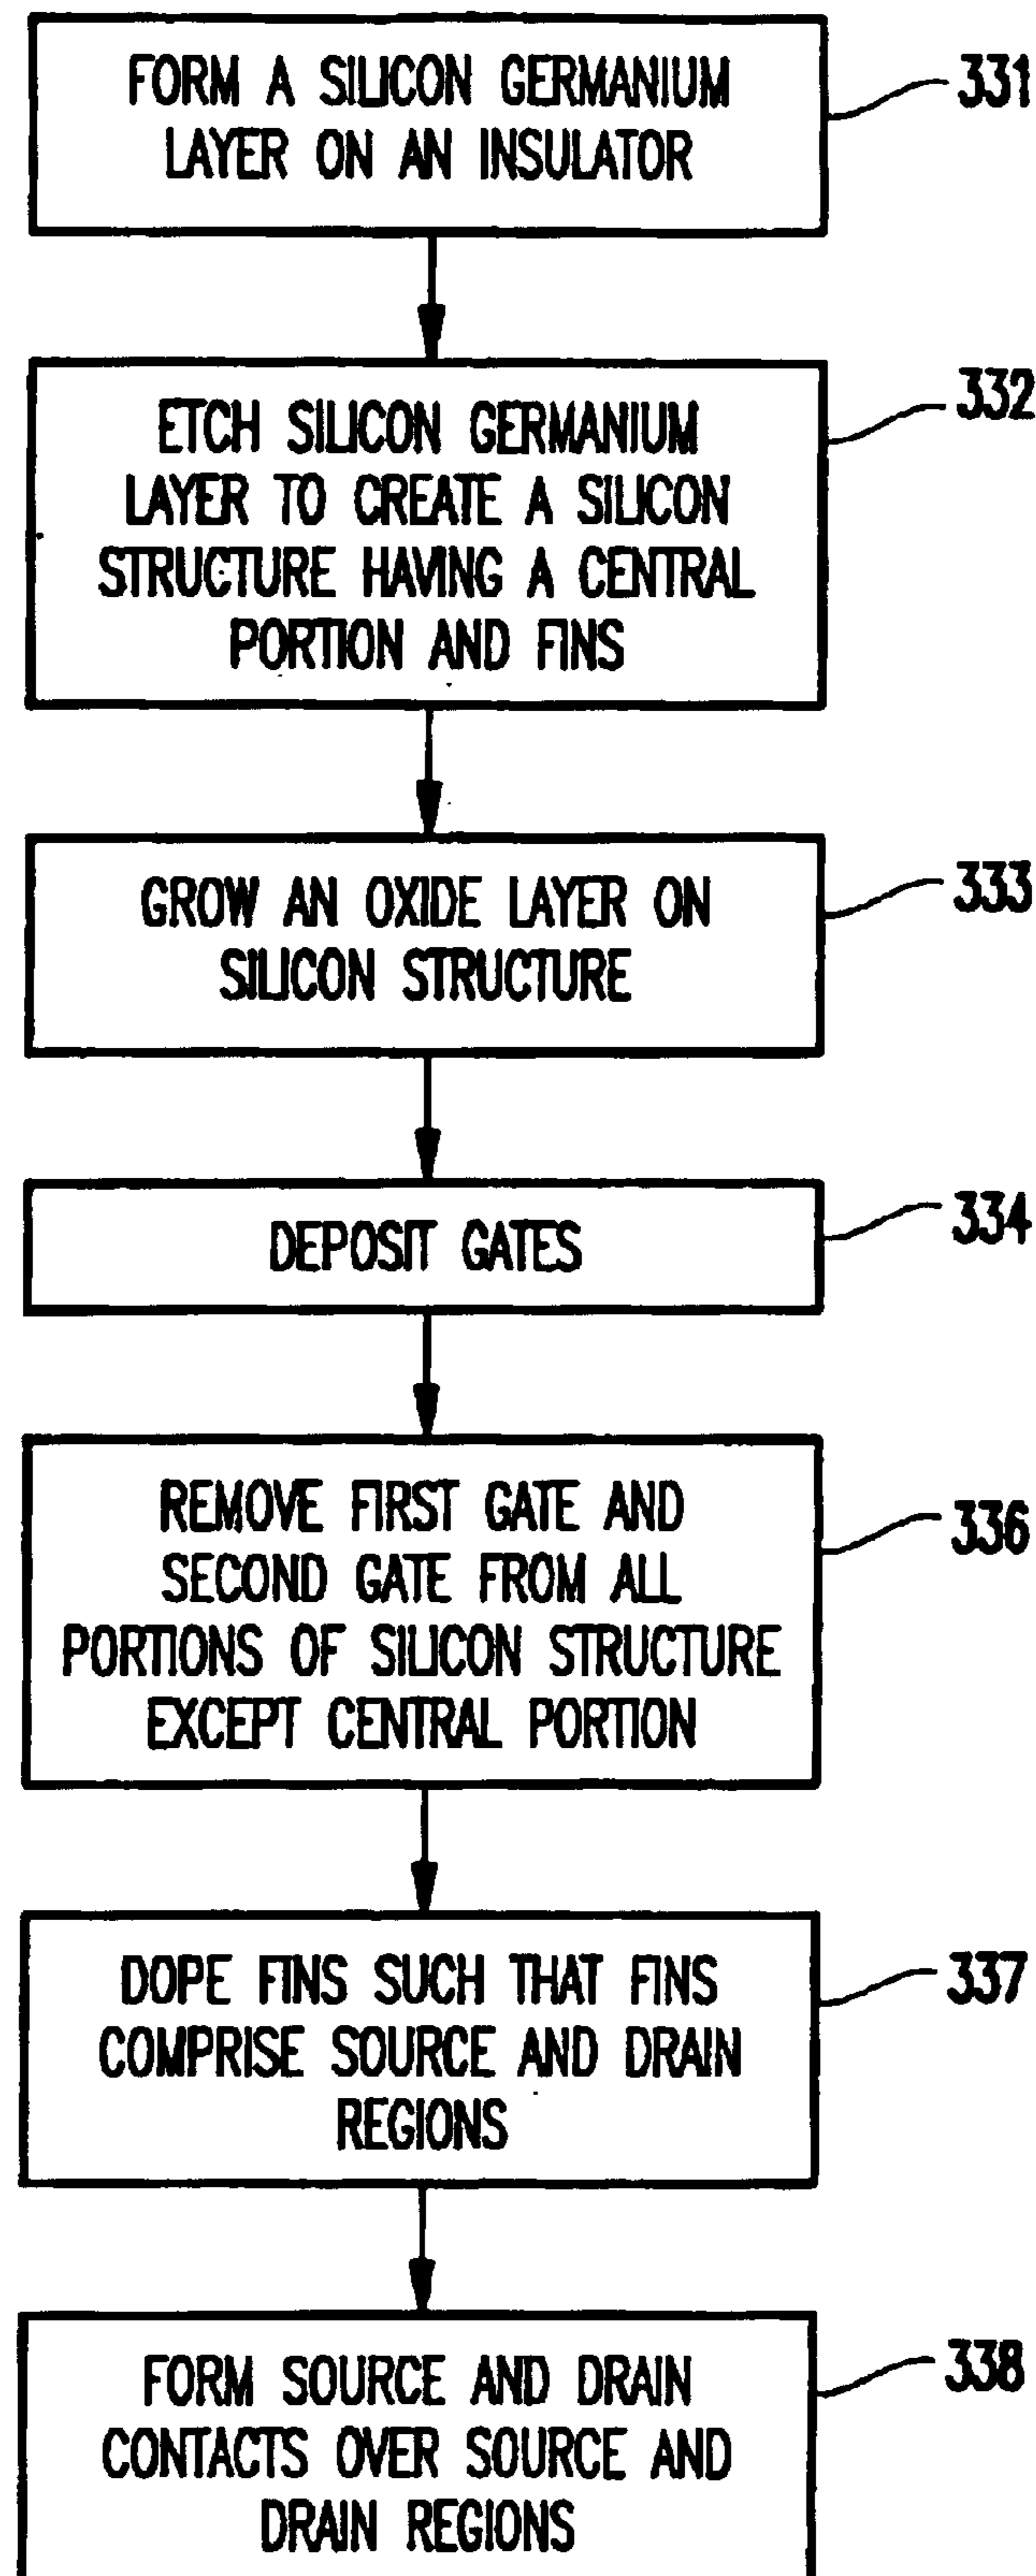 FORM A SILICON GERMANIUM
LAYER ON AN INSULATOR
331
ETCH SILICON GERMANIUM
LAYER TO CREATE A SILICON
STRUCTURE HAVING A CENTRAL
PORTION AND FINS
332
GROW AN OXIDE LAYER ON
SILICON STRUCTURE
333
DEPOSIT GATES
334
REMOVE FIRST GATE AND
SECOND GATE FROM ALL
PORTIONS OF SILICON STRUCTURE
EXCEPT CENTRAL PORTION
336
DOPE FINS SUCH THAT FINS
COMPRISE SOURCE AND DRAIN
REGIONS
337
FORM SOURCE AND DRAIN
CONTACTS OVER SOURCE AND
DRAIN REGIONS
338